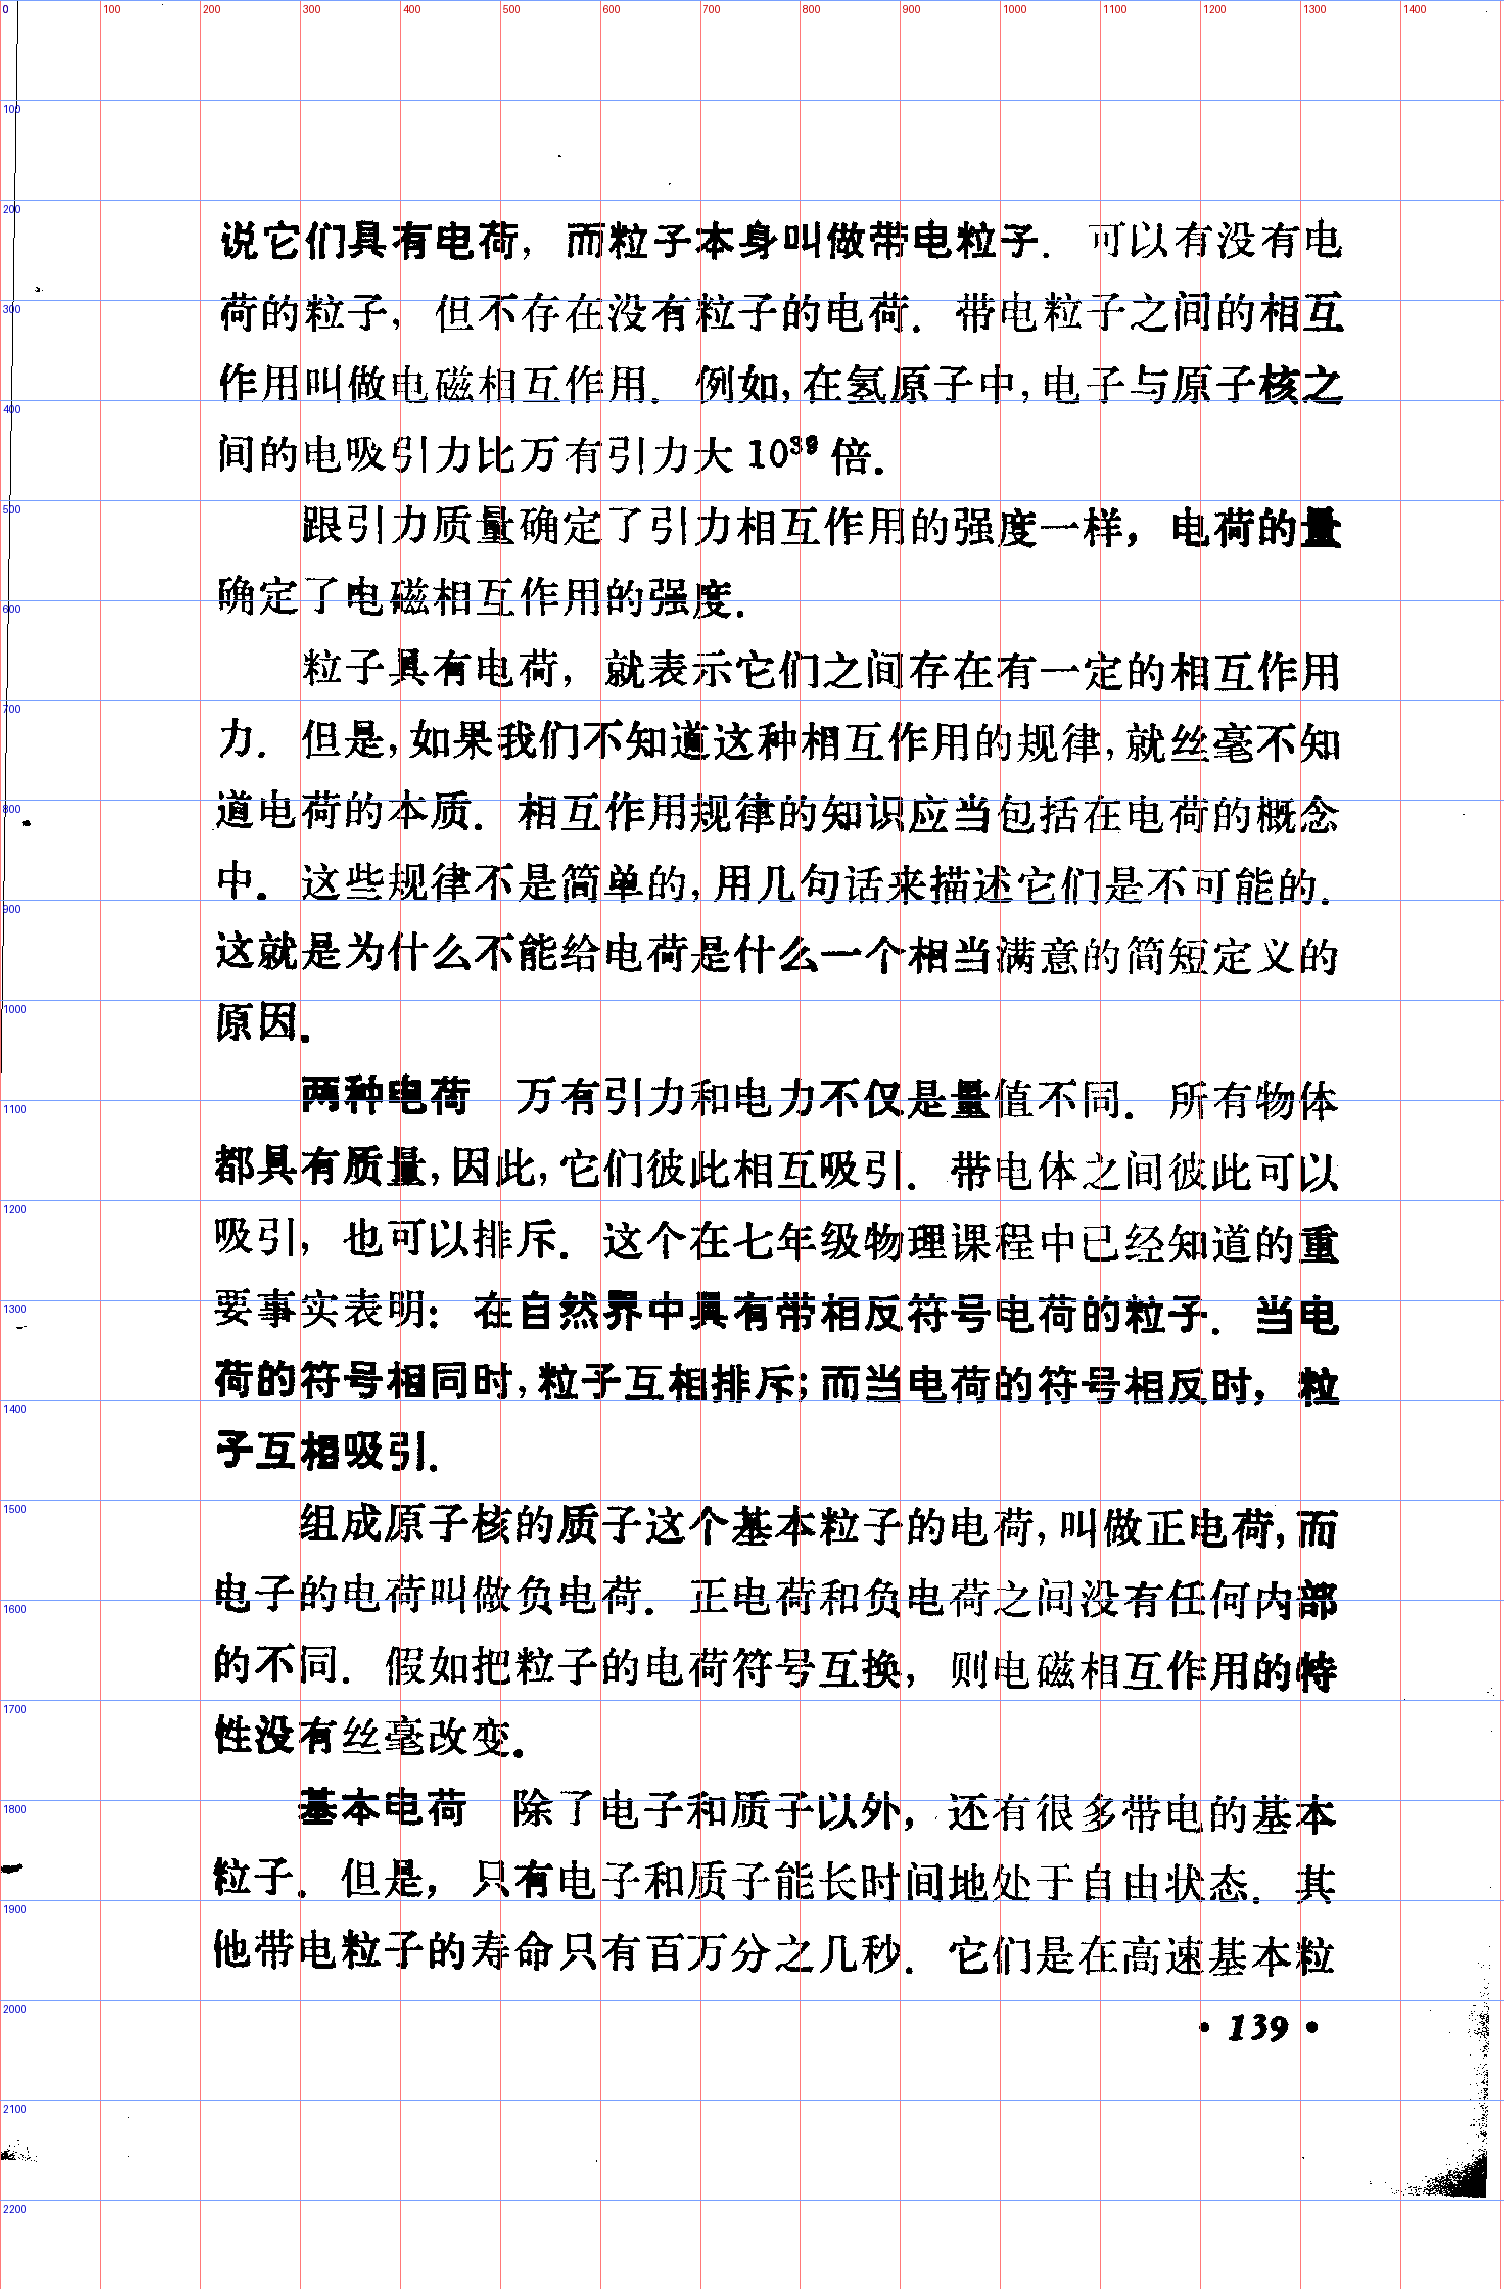 说它们具有电荷，而粒子本身叫做带电粒子．可以有没有电
荷的粒子，但不存在没有粒子的电荷．带电粒子之间的相互
作用叫做电磁相互作用．例如，在氢原子中，电子与原子核之
间的电吸引力比万有引力大 10³⁹ 倍．
跟引力质量确定了引力相互作用的强度一样，电荷的量
确定了电磁相互作用的强度．
粒子具有电荷，就表示它们之间存在有一定的相互作用
力．但是，如果我们不知道这种相互作用的规律，就丝毫不知
道电荷的本质．相互作用规律的知识应当包括在电荷的概念
中．这些规律不是简单的，用几句话来描述它们是不可能的．
这就是为什么不能给电荷是什么一个相当满意的简短定义的
原因．
两种电荷　万有引力和电力不仅是量值不同．所有物体
都具有质量，因此，它们彼此相互吸引．带电体之间彼此可以
吸引，也可以排斥．这个在七年级物理课程中已经知道的重
要事实表明：在自然界中具有带相反符号电荷的粒子．当电
荷的符号相同时，粒子互相排斥；而当电荷的符号相反时，粒
子互相吸引．
组成原子核的质子这个基本粒子的电荷，叫做正电荷，而
电子的电荷叫做负电荷．正电荷和负电荷之间没有任何内部
的不同．假如把粒子的电荷符号互换，则电磁相互作用的特
性没有丝毫改变．
基本电荷　除了电子和质子以外，还有很多带电的基本
粒子．但是，只有电子和质子能长时间地处于自由状态．其
他带电粒子的寿命只有百万分之几秒．它们是在高速基本粒
• 139 •